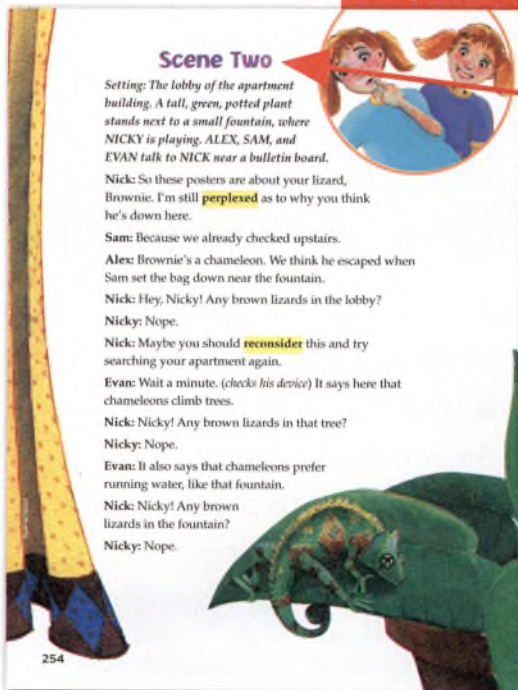 Scene Two
Setting: The lobby of the apartment
building. A tall, green, potted plant
stands next to a small fountain, where
NICKY is playing. ALEX, SAM, and
EVAN talk to NICK near a bulletin board.
Nick: So these posters are about your lizard,
Brownie. I'm still perplexed as to why you think
he's down here.
Sam: Because we already checked upstairs.
Alex: Brownie's a chameleon. We think he escaped when
Sam set the bag down near the fountain.
Nick: Hey, Nicky! Any brown lizards in the lobby?
Nicky: Nope.
Nick: Maybe you should reconsider this and try
searching your apartment again.
Evan: Wait a minute. (checks his device) It says here that
chameleons climb trees.
Nick: Nicky! Any brown lizards in that tree?
Nicky: Nope.
Evan: It also says that chameleons prefer
running water, like that fountain.
Nick: Nicky! Any brown
lizards in the fountain?
Nicky: Nope.
254